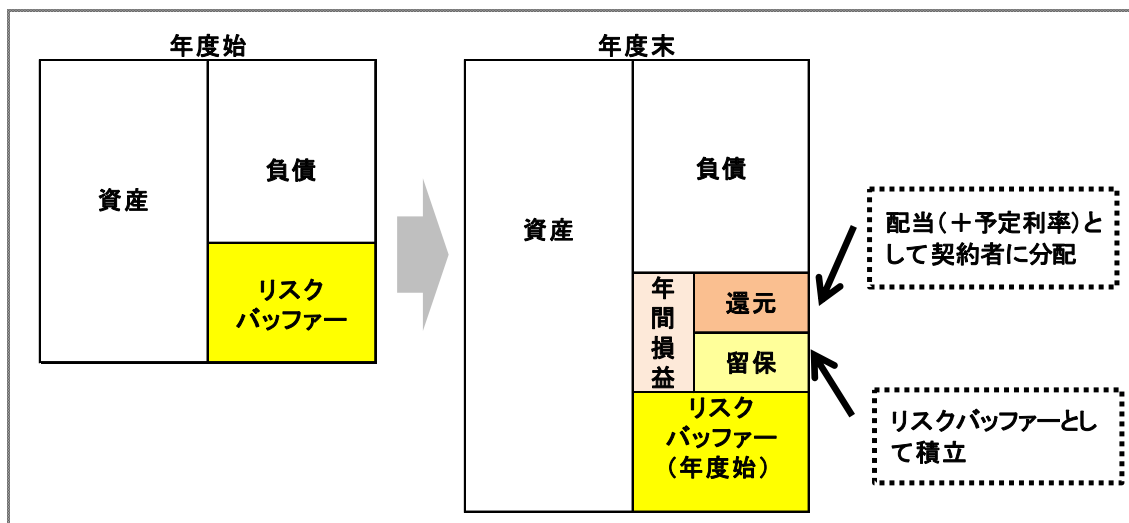 年度始
資産
負債
リスク
バッファー
年度末
資産
負債
年
間
損
益
還元
留保
リスク
バッファー
(年度始)
配当(+予定利率)と
して契約者に分配
リスクバッファーとし
て積立